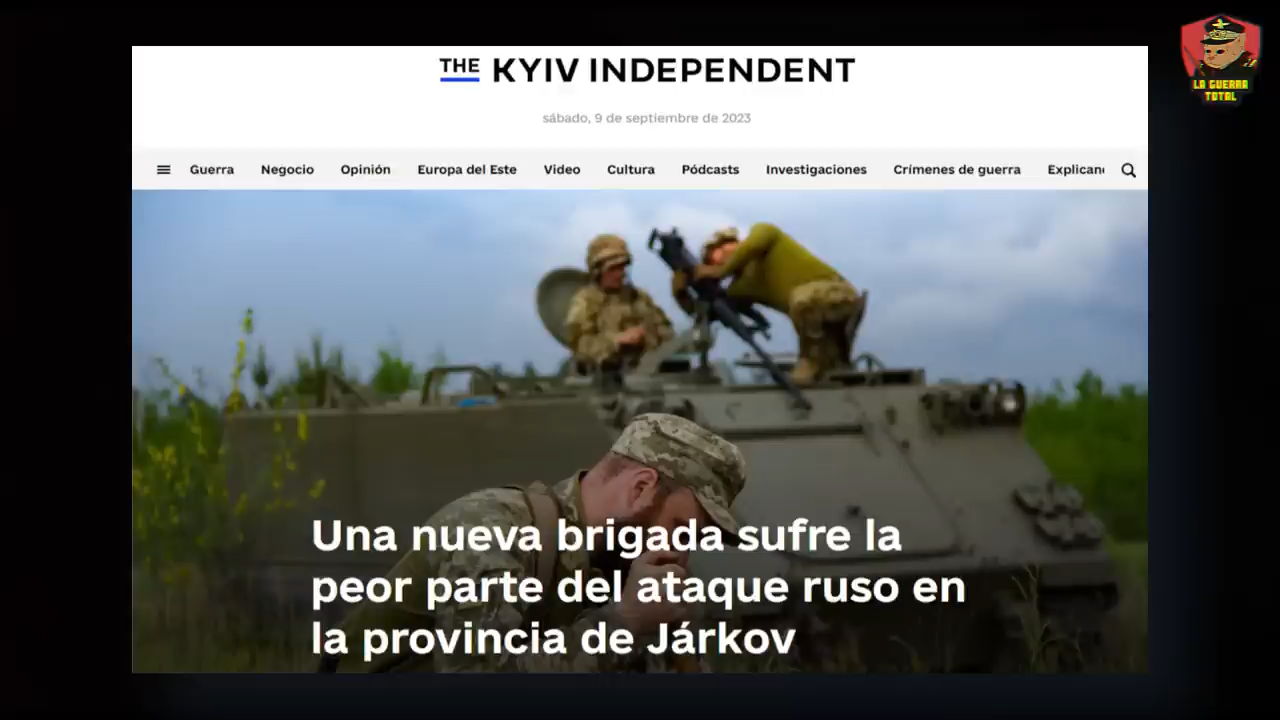 LA GUERRA
TOTAL
THE KYIV INDEPENDENT
sábado, 9 de septiembre de 2023
Guerra Negocio Opinión Europa del Este Video Cultura Pódcasts Investigaciones Crímenes de guerra Explican
Una nueva brigada sufre la
peor parte del ataque ruso en
la provincia de Járkov